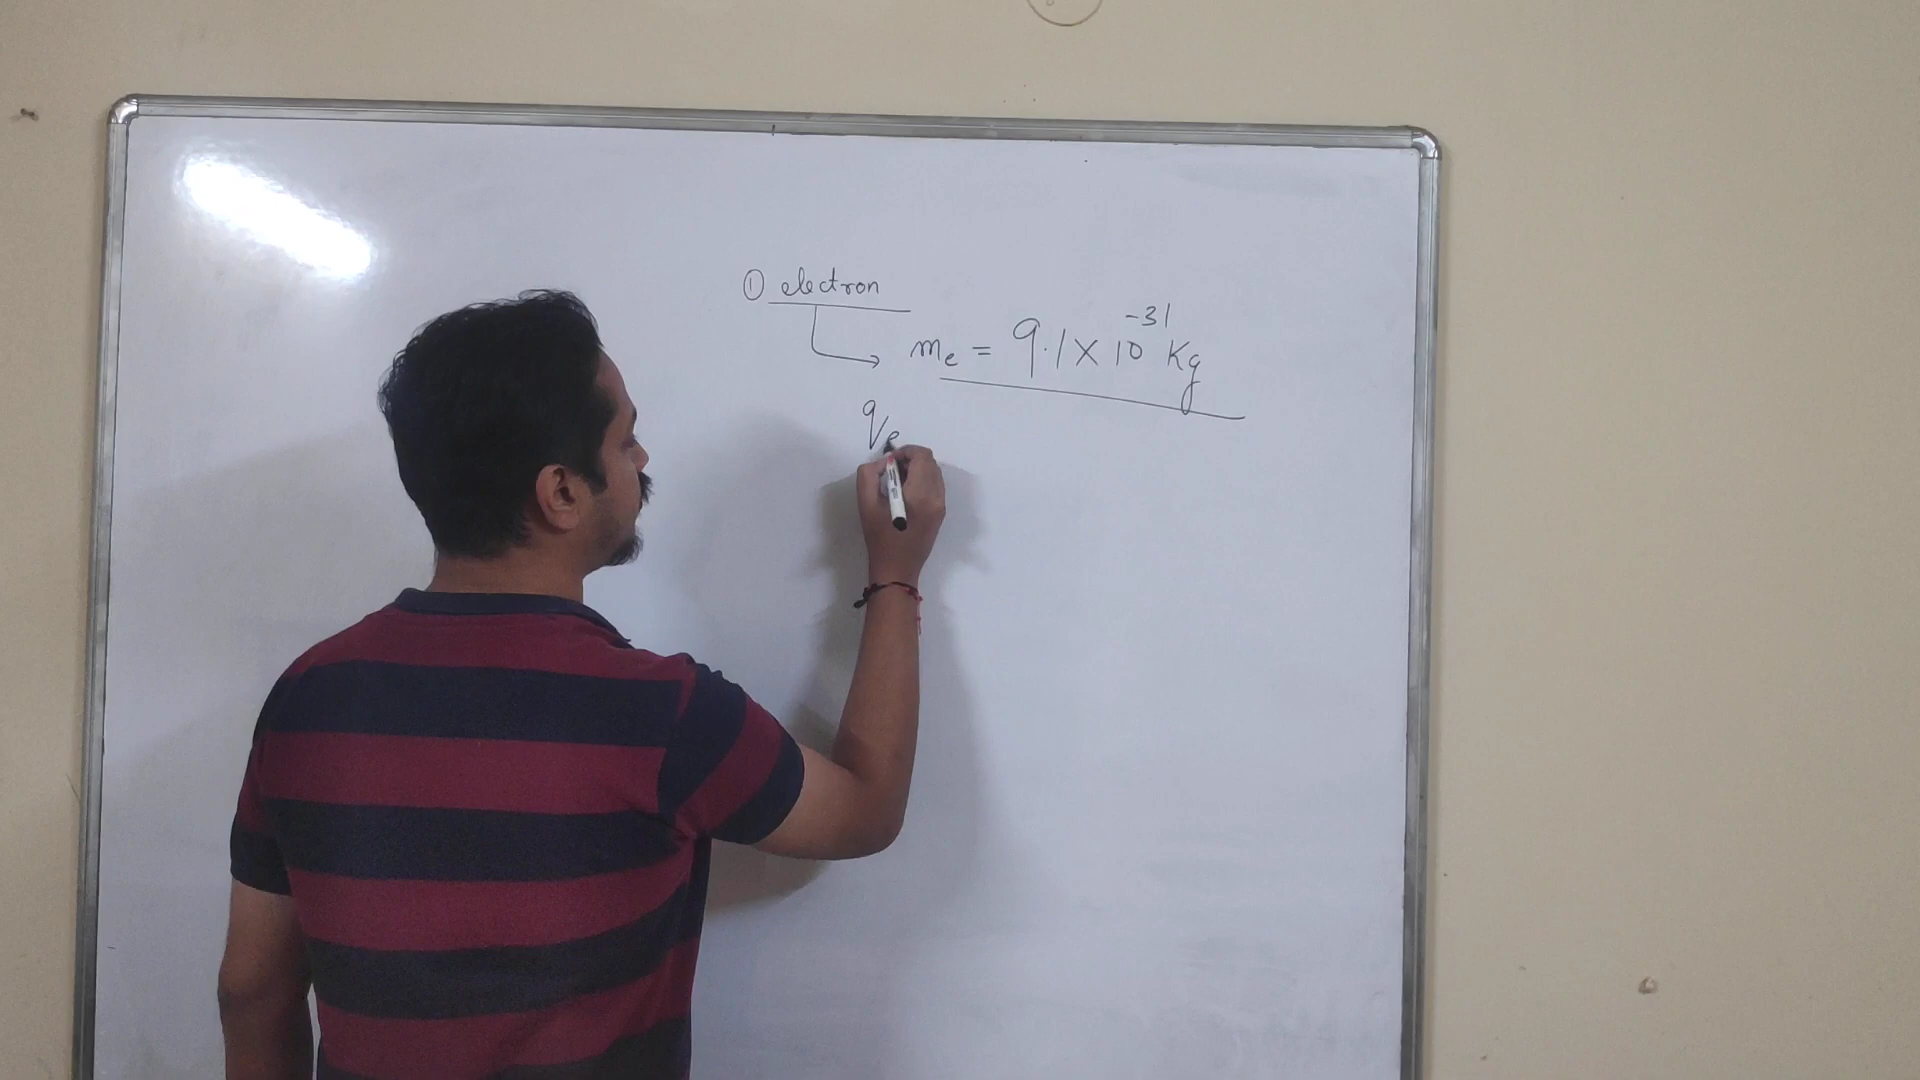 ① electron
mₑ = 9.1 × 10⁻³¹ Kg
qₑ